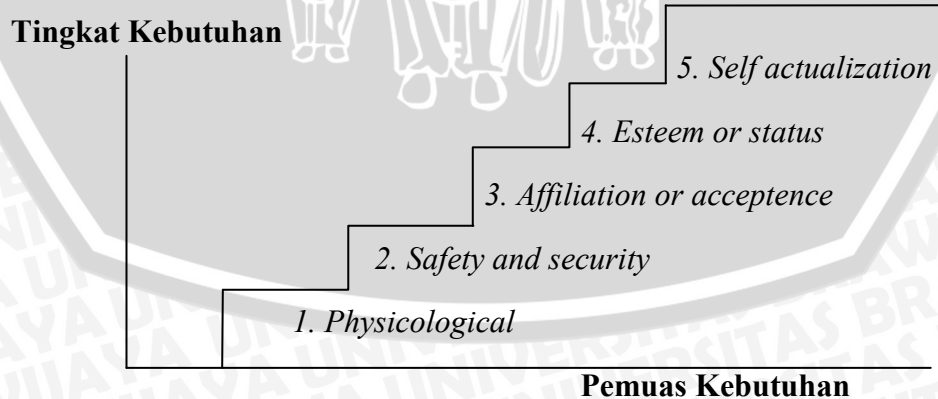 Tingkat Kebutuhan
5. Self actualization
4. Esteem or status
3. Affiliation or acceptence
2. Safety and security
1. Physicological
Pemuas Kebutuhan